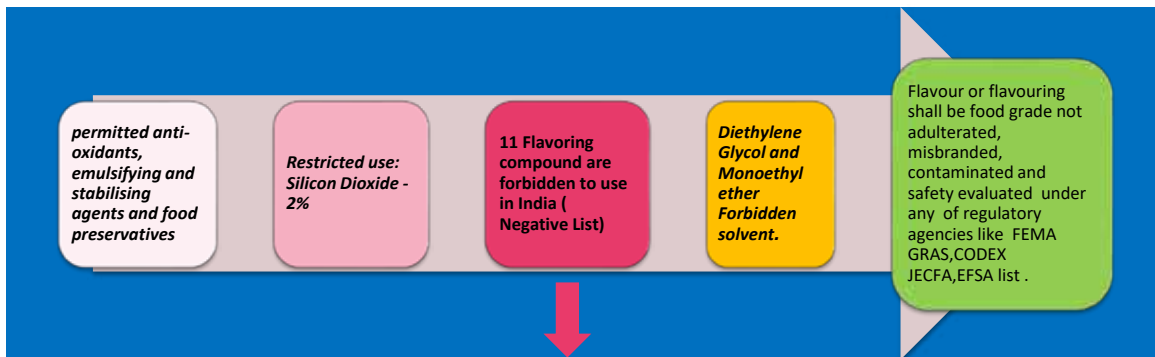 permitted anti-
oxidants,
emulsifying and
stabilising
agents and food
preservatives
Restricted use:
Silicon Dioxide -
2%
11 Flavoring
compound are
forbidden to use
in India (
Negative List)
Diethylene
Glycol and
Monoethyl
ether
Forbidden
solvent.
Flavour or flavouring
shall be food grade not
adulterated,
misbranded,
contaminated and
safety evaluated under
any of regulatory
agencies like FEMA
GRAS,CODEX
JECFA,EFSA list .